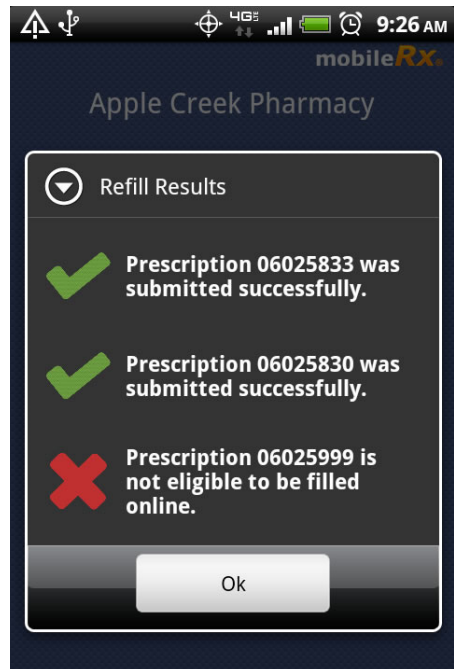 4G 9:26 AM
mobileRx
Apple Creek Pharmacy
Refill Results
Prescription 06025833 was
submitted successfully.
Prescription 06025830 was
submitted successfully.
Prescription 06025999 is
not eligible to be filled
online.
Ok